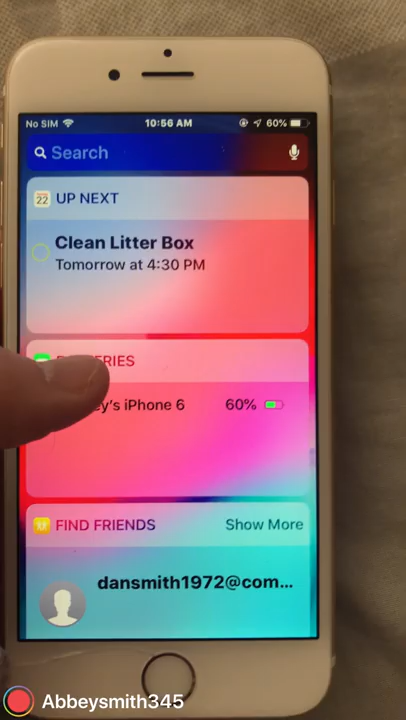 No SIM 10:56 AM 60%
Search
22 UP NEXT
Clean Litter Box
Tomorrow at 4:30 PM
iPhone 6 60%
FIND FRIENDS Show More
dansmith1972@com...
Abbeysmith345